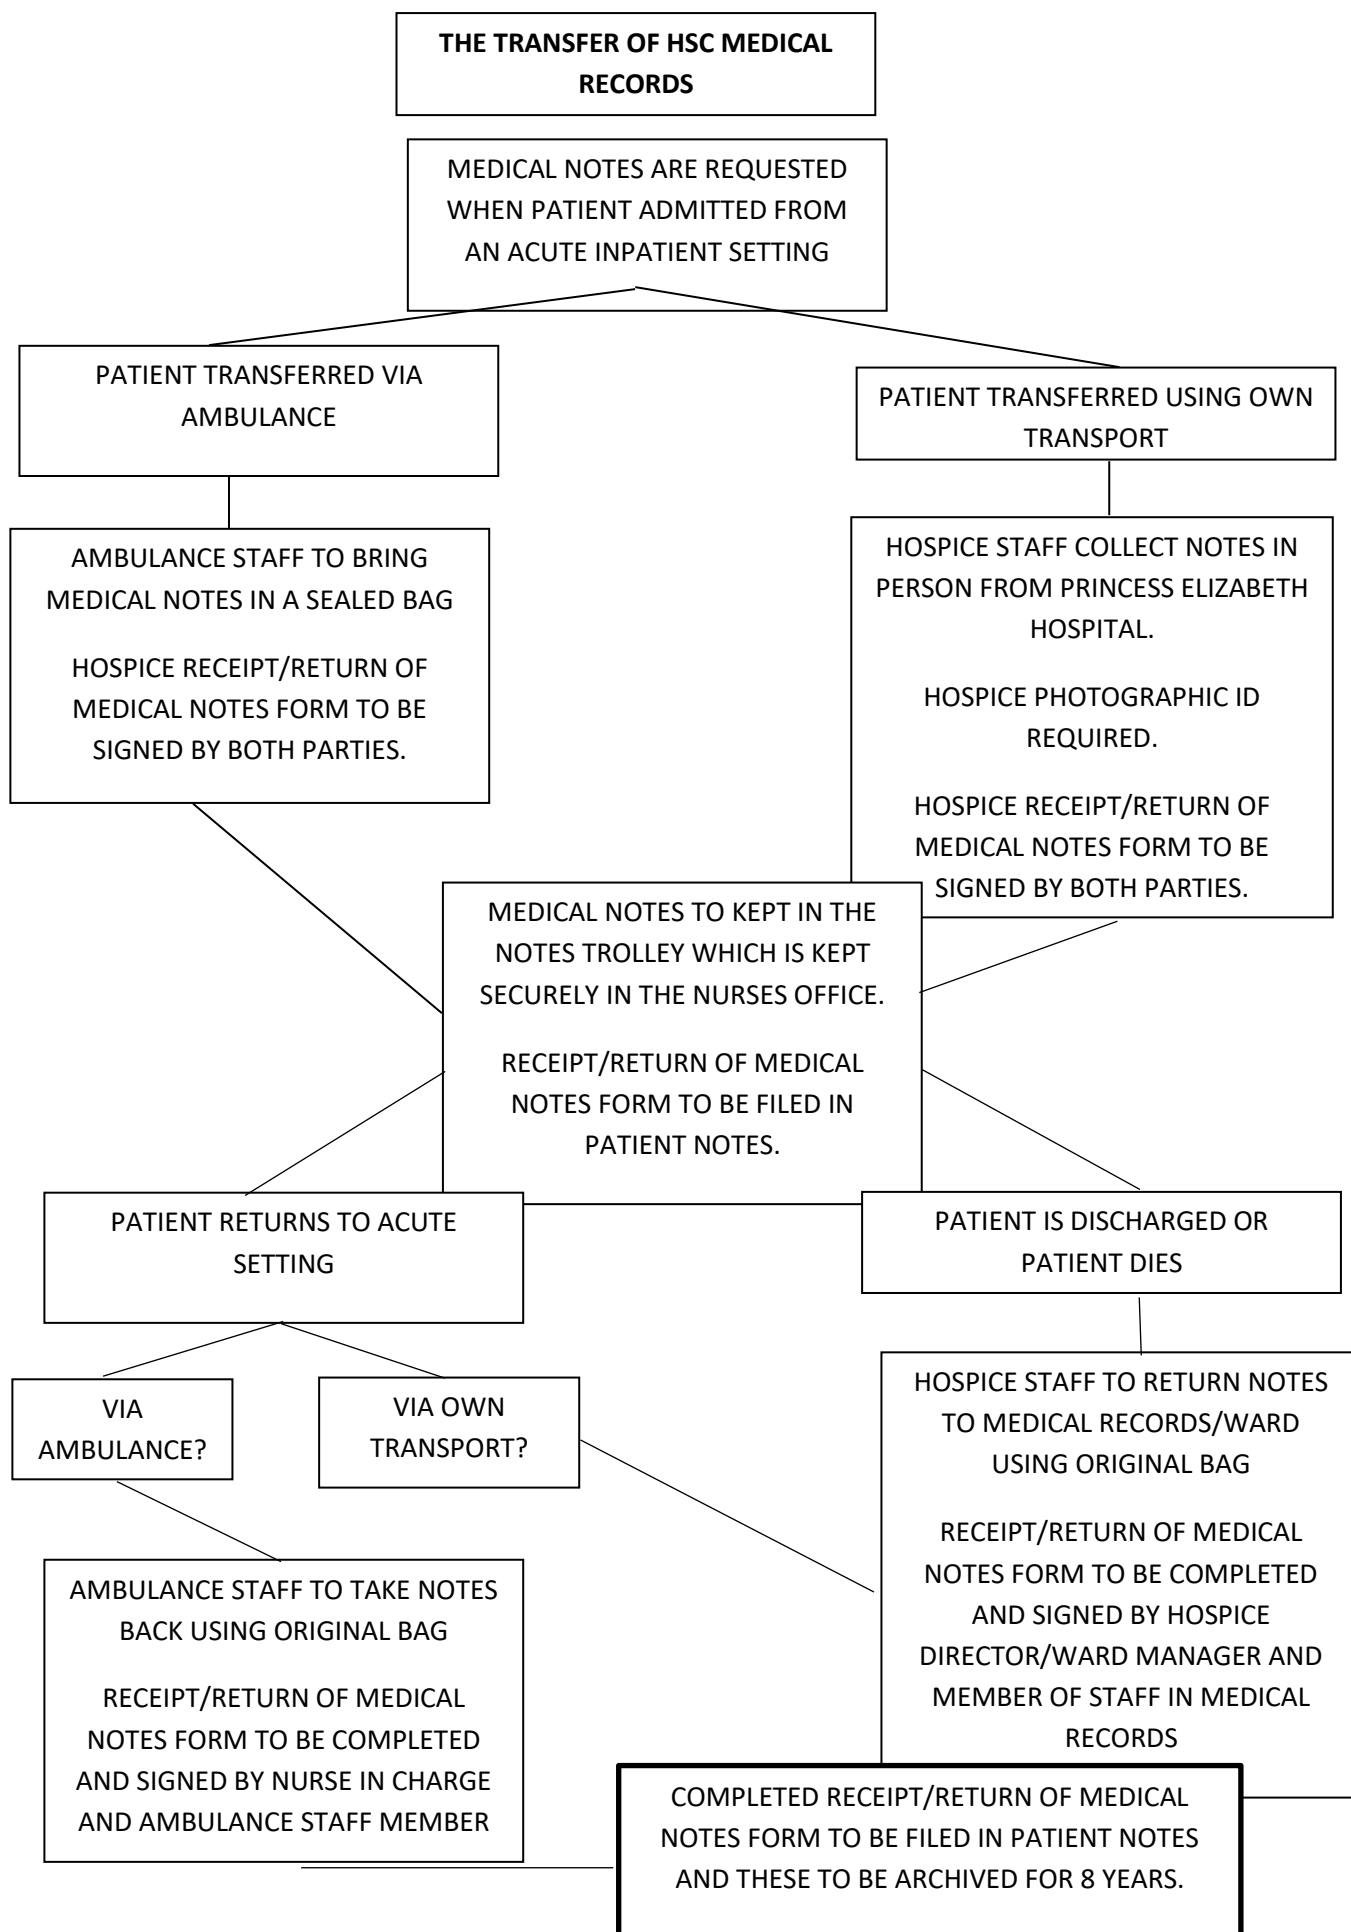 THE TRANSFER OF HSC MEDICAL
RECORDS
MEDICAL NOTES ARE REQUESTED
WHEN PATIENT ADMITTED FROM
AN ACUTE INPATIENT SETTING
PATIENT TRANSFERRED VIA
AMBULANCE
PATIENT TRANSFERRED USING OWN
TRANSPORT
AMBULANCE STAFF TO BRING
MEDICAL NOTES IN A SEALED BAG
HOSPICE RECEIPT/RETURN OF
MEDICAL NOTES FORM TO BE
SIGNED BY BOTH PARTIES.
HOSPICE STAFF COLLECT NOTES IN
PERSON FROM PRINCESS ELIZABETH
HOSPITAL.
HOSPICE PHOTOGRAPHIC ID
REQUIRED.
HOSPICE RECEIPT/RETURN OF
MEDICAL NOTES FORM TO BE
SIGNED BY BOTH PARTIES.
MEDICAL NOTES TO KEPT IN THE
NOTES TROLLEY WHICH IS KEPT
SECURELY IN THE NURSES OFFICE.
RECEIPT/RETURN OF MEDICAL
NOTES FORM TO BE FILED IN
PATIENT NOTES.
PATIENT RETURNS TO ACUTE
SETTING
PATIENT IS DISCHARGED OR
PATIENT DIES
VIA
AMBULANCE?
VIA OWN
TRANSPORT?
HOSPICE STAFF TO RETURN NOTES
TO MEDICAL RECORDS/WARD
USING ORIGINAL BAG
RECEIPT/RETURN OF MEDICAL
NOTES FORM TO BE COMPLETED
AND SIGNED BY HOSPICE
DIRECTOR/WARD MANAGER AND
MEMBER OF STAFF IN MEDICAL
RECORDS
AMBULANCE STAFF TO TAKE NOTES
BACK USING ORIGINAL BAG
RECEIPT/RETURN OF MEDICAL
NOTES FORM TO BE COMPLETED
AND SIGNED BY NURSE IN CHARGE
AND AMBULANCE STAFF MEMBER
COMPLETED RECEIPT/RETURN OF MEDICAL
NOTES FORM TO BE FILED IN PATIENT NOTES
AND THESE TO BE ARCHIVED FOR 8 YEARS.